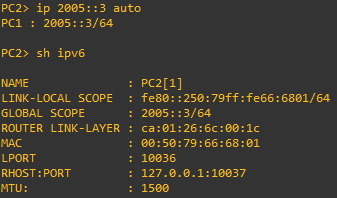 PC2> ip 2005::3 auto
PC1 : 2005::3/64
PC2> sh ipv6
NAME : PC2[1]
LINK-LOCAL SCOPE : fe80::250:79ff:fe66:6801/64
GLOBAL SCOPE : 2005::3/64
ROUTER LINK-LAYER : ca:01:26:6c:00:1c
MAC : 00:50:79:66:68:01
LPORT : 10036
RHOST:PORT : 127.0.0.1:10037
MTU: : 1500